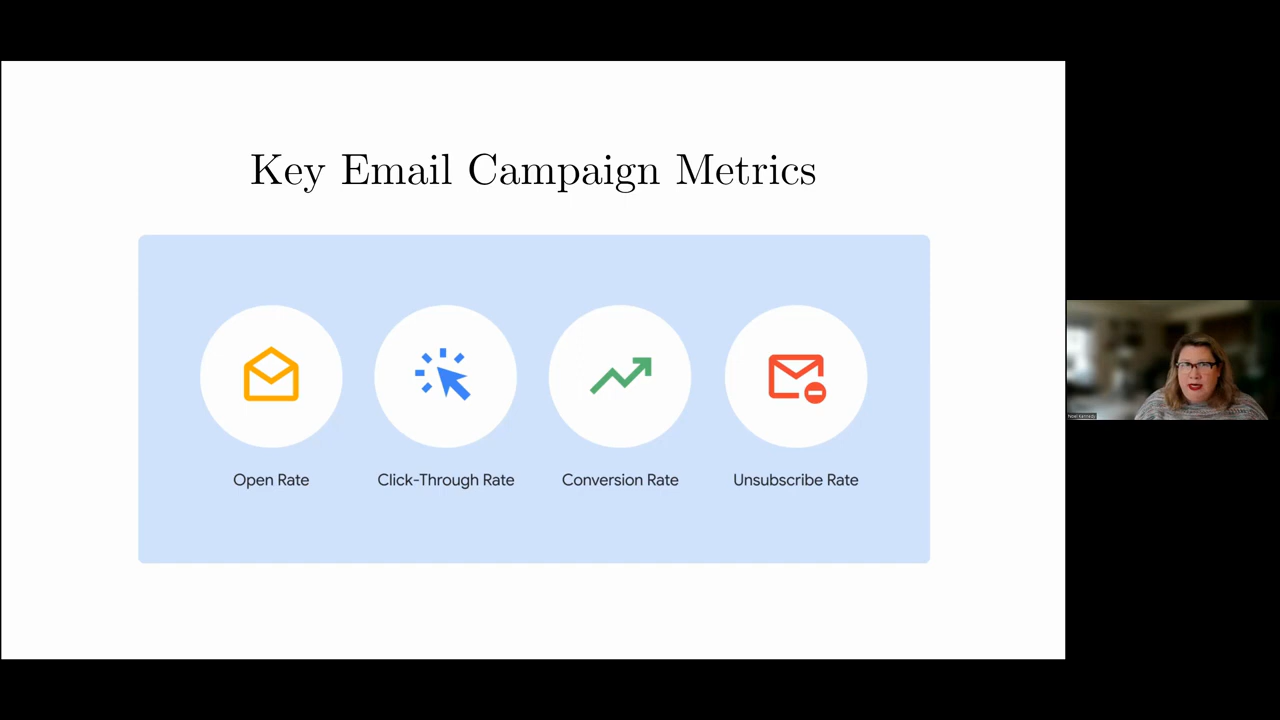 Key Email Campaign Metrics
Open Rate
Click-Through Rate
Conversion Rate
Unsubscribe Rate